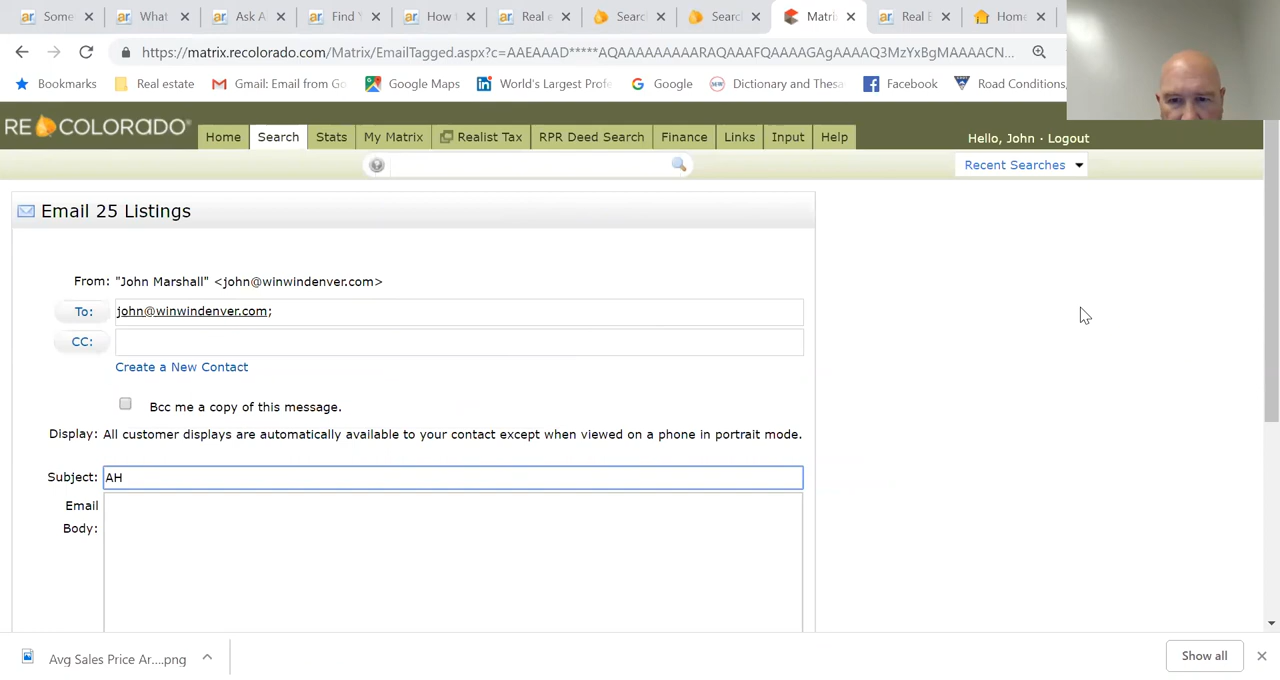 Some What Ask A Find Y How t Real e Searc Searc Matri Real E Home
https://matrix.recolorado.com/Matrix/EmailTagged.aspx?c=AAEAAAD*****AQAAAAAAAAARAQAAAFQAAAAGAgAAAAQ3MzYxBgMAAAACN...
Bookmarks Real estate Gmail: Email from Go Google Maps World's Largest Profe Google Dictionary and Thesa Facebook Road Conditions,
RE COLORADO Home Search Stats My Matrix Realist Tax RPR Deed Search Finance Links Input Help Hello, John · Logout
Recent Searches
Email 25 Listings
From: "John Marshall" <john@winwindenver.com>
To: john@winwindenver.com;
CC:
Create a New Contact
Bcc me a copy of this message.
Display: All customer displays are automatically available to your contact except when viewed on a phone in portrait mode.
Subject: AH
Email
Body:
Avg Sales Price Ar....png Show all